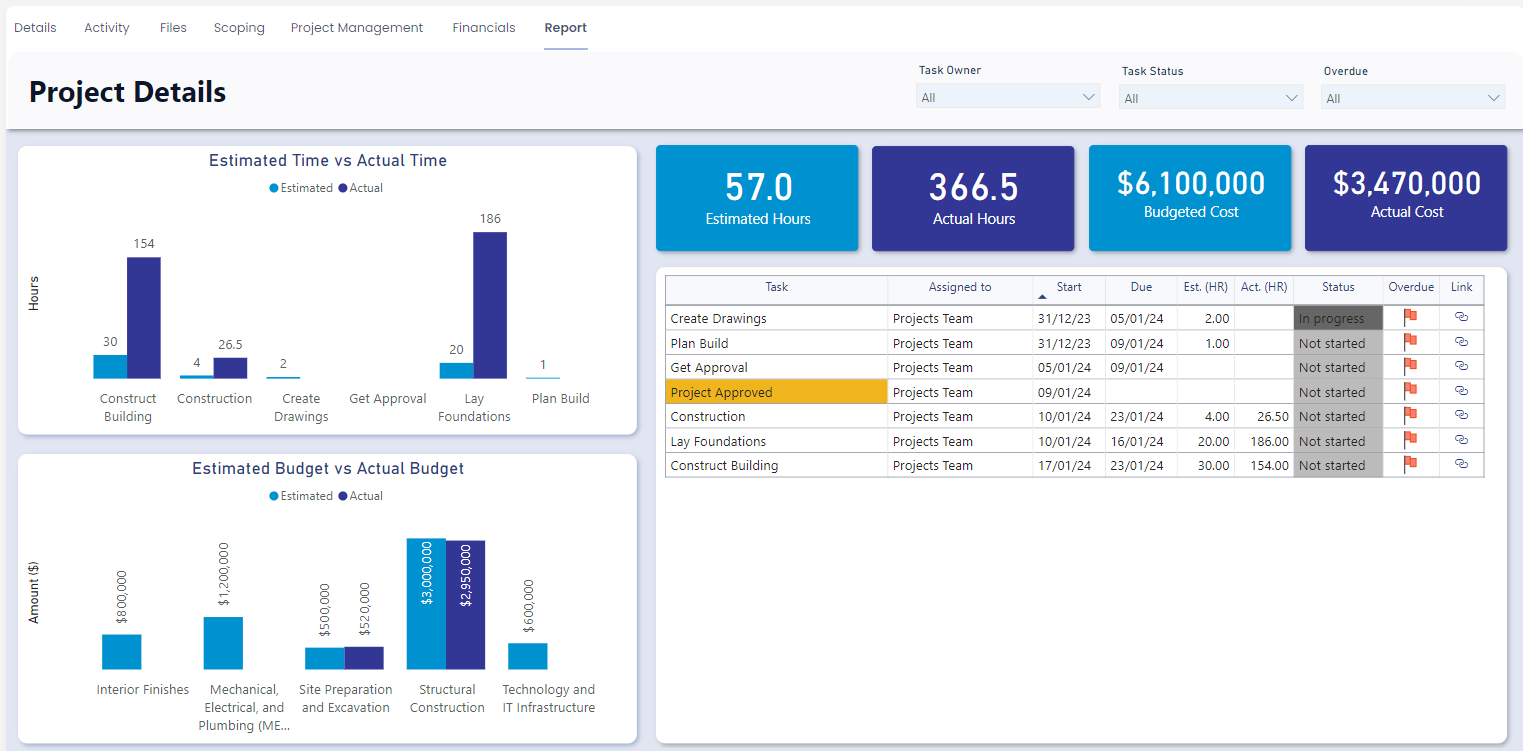 Details Activity Files Scoping Project Management Financials Report
Project Details
Task Owner
All
Task Status
All
Overdue
All
Estimated Time vs Actual Time
Estimated Actual
Hours
30
154
4
26.5
2
20
186
1
Construct
Building
Construction
Create
Drawings
Get Approval
Lay
Foundations
Plan Build
Estimated Budget vs Actual Budget
Estimated Actual
Amount ($)
$800,000
$1,200,000
$500,000
$520,000
$3,000,000
$2,950,000
$600,000
Interior Finishes
Mechanical,
Electrical, and
Plumbing (ME...
Site Preparation
and Excavation
Structural
Construction
Technology and
IT Infrastructure
57.0
Estimated Hours
366.5
Actual Hours
$6,100,000
Budgeted Cost
$3,470,000
Actual Cost
Task Assigned to Start Due Est. (HR) Act. (HR) Status Overdue Link
Create Drawings Projects Team 31/12/23 05/01/24 2.00 In progress
Plan Build Projects Team 31/12/23 09/01/24 1.00 Not started
Get Approval Projects Team 05/01/24 09/01/24 Not started
Project Approved Projects Team 09/01/24 Not started
Construction Projects Team 10/01/24 23/01/24 4.00 26.50 Not started
Lay Foundations Projects Team 10/01/24 16/01/24 20.00 186.00 Not started
Construct Building Projects Team 17/01/24 23/01/24 30.00 154.00 Not started